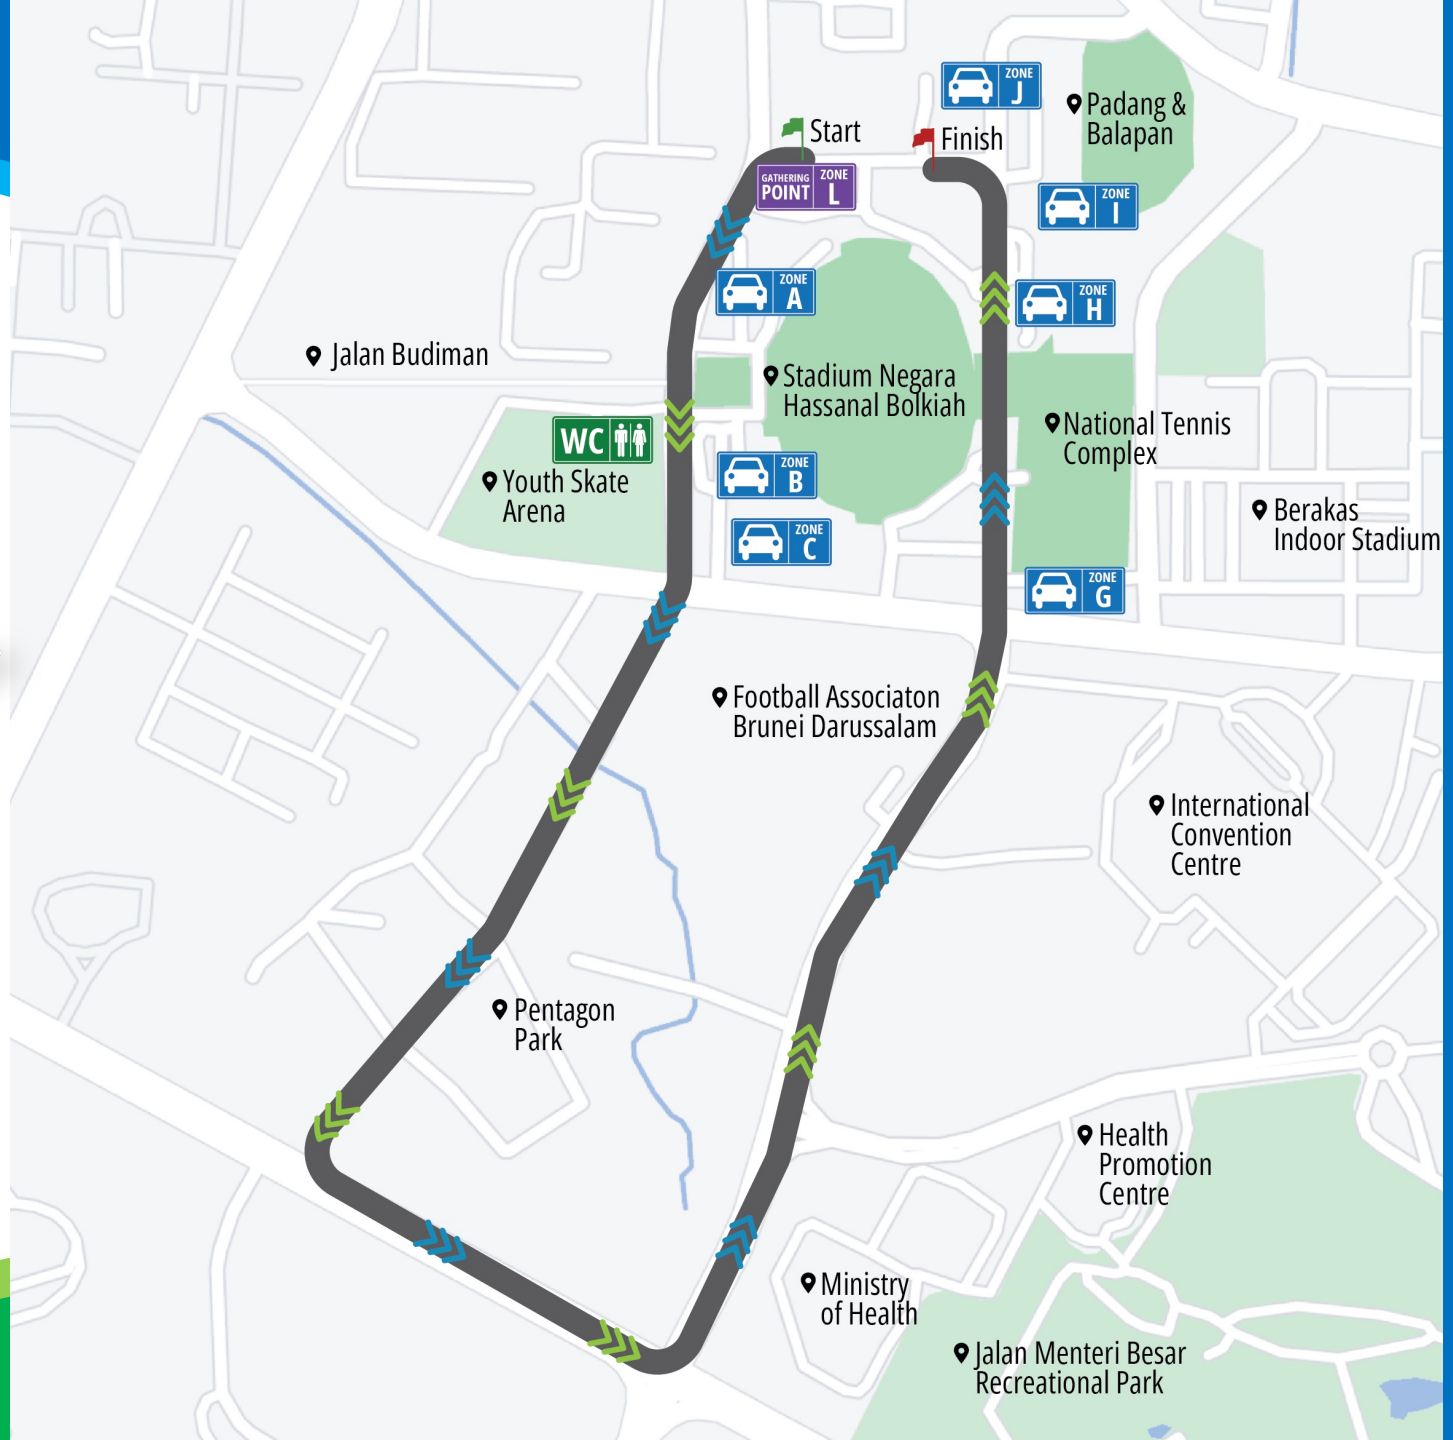 ZONE
J
Padang &
Balapan
Start
Finish
GATHERING
POINT
ZONE
L
ZONE
I
ZONE
A
ZONE
H
Jalan Budiman
Stadium Negara
Hassanal Bolkiah
WC
National Tennis
Complex
Youth Skate
Arena
ZONE
B
Berakas
Indoor Stadium
ZONE
C
ZONE
G
Football Associaton
Brunei Darussalam
International
Convention
Centre
Pentagon
Park
Health
Promotion
Centre
Ministry
of Health
Jalan Menteri Besar
Recreational Park